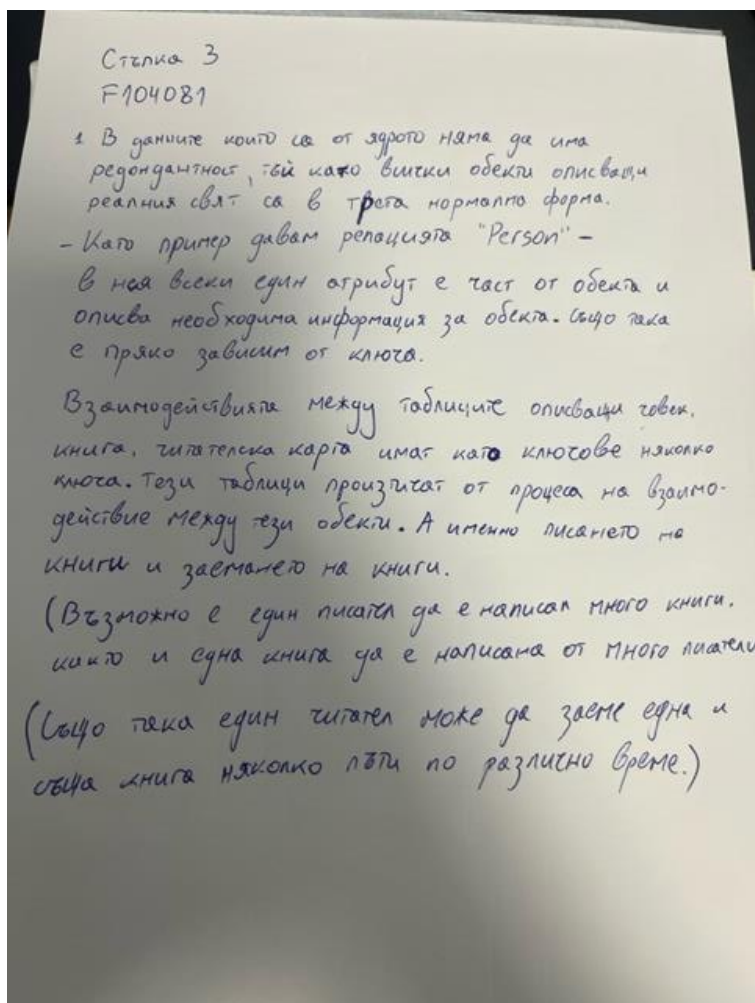 Стъпка 3
F104081
1 В данните които са от ядрото няма да има
редондантност, тъй като всички обекти описващи
реалния свят са в трета нормална форма.
- Като пример давам релацията "Person" -
в нея всеки един атрибут е част от обекта и
описва необходима информация за обекта. също така
е пряко зависим от ключа.
Взаимодействията между таблиците описващи човек,
книга, читателска карта имат като ключове няколко
ключа. Тези таблици произтичат от процеса на взаимо-
действие между тези обекти. А именно писането на
книги и заемането на книги.
(Възможно е един писател да е написал много книги,
както и една книга да е написана от много писатели
(Също така един читател може да заеме една и
съща книга няколко пъти по различно време.)